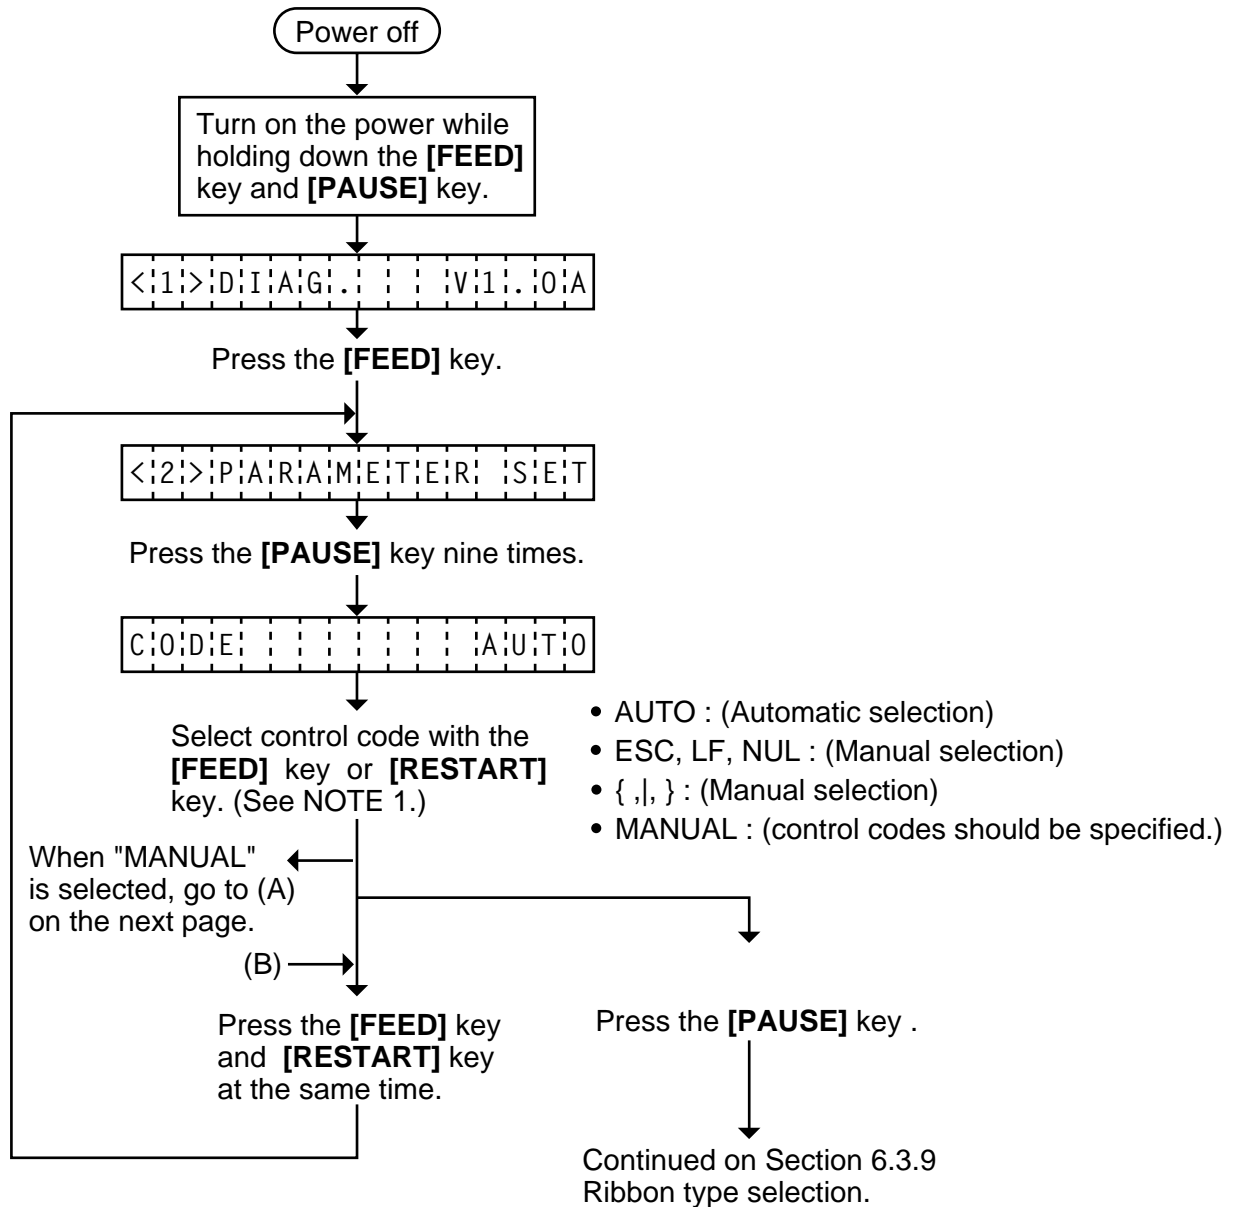 Power off
Turn on the power while
holding down the [FEED]
key and [PAUSE] key.
<1>DIAG.   V1.0A
Press the [FEED] key.
<2>PARAMETER SET
Press the [PAUSE] key nine times.
CODE        AUTO
Select control code with the
[FEED] key or [RESTART]
key. (See NOTE 1.)
• AUTO : (Automatic selection)
• ESC, LF, NUL : (Manual selection)
• { ,|, } : (Manual selection)
• MANUAL : (control codes should be specified.)
When "MANUAL"
is selected, go to (A)
on the next page.
(B)
Press the [FEED] key
and [RESTART] key
at the same time.
Press the [PAUSE] key .
Continued on Section 6.3.9
Ribbon type selection.